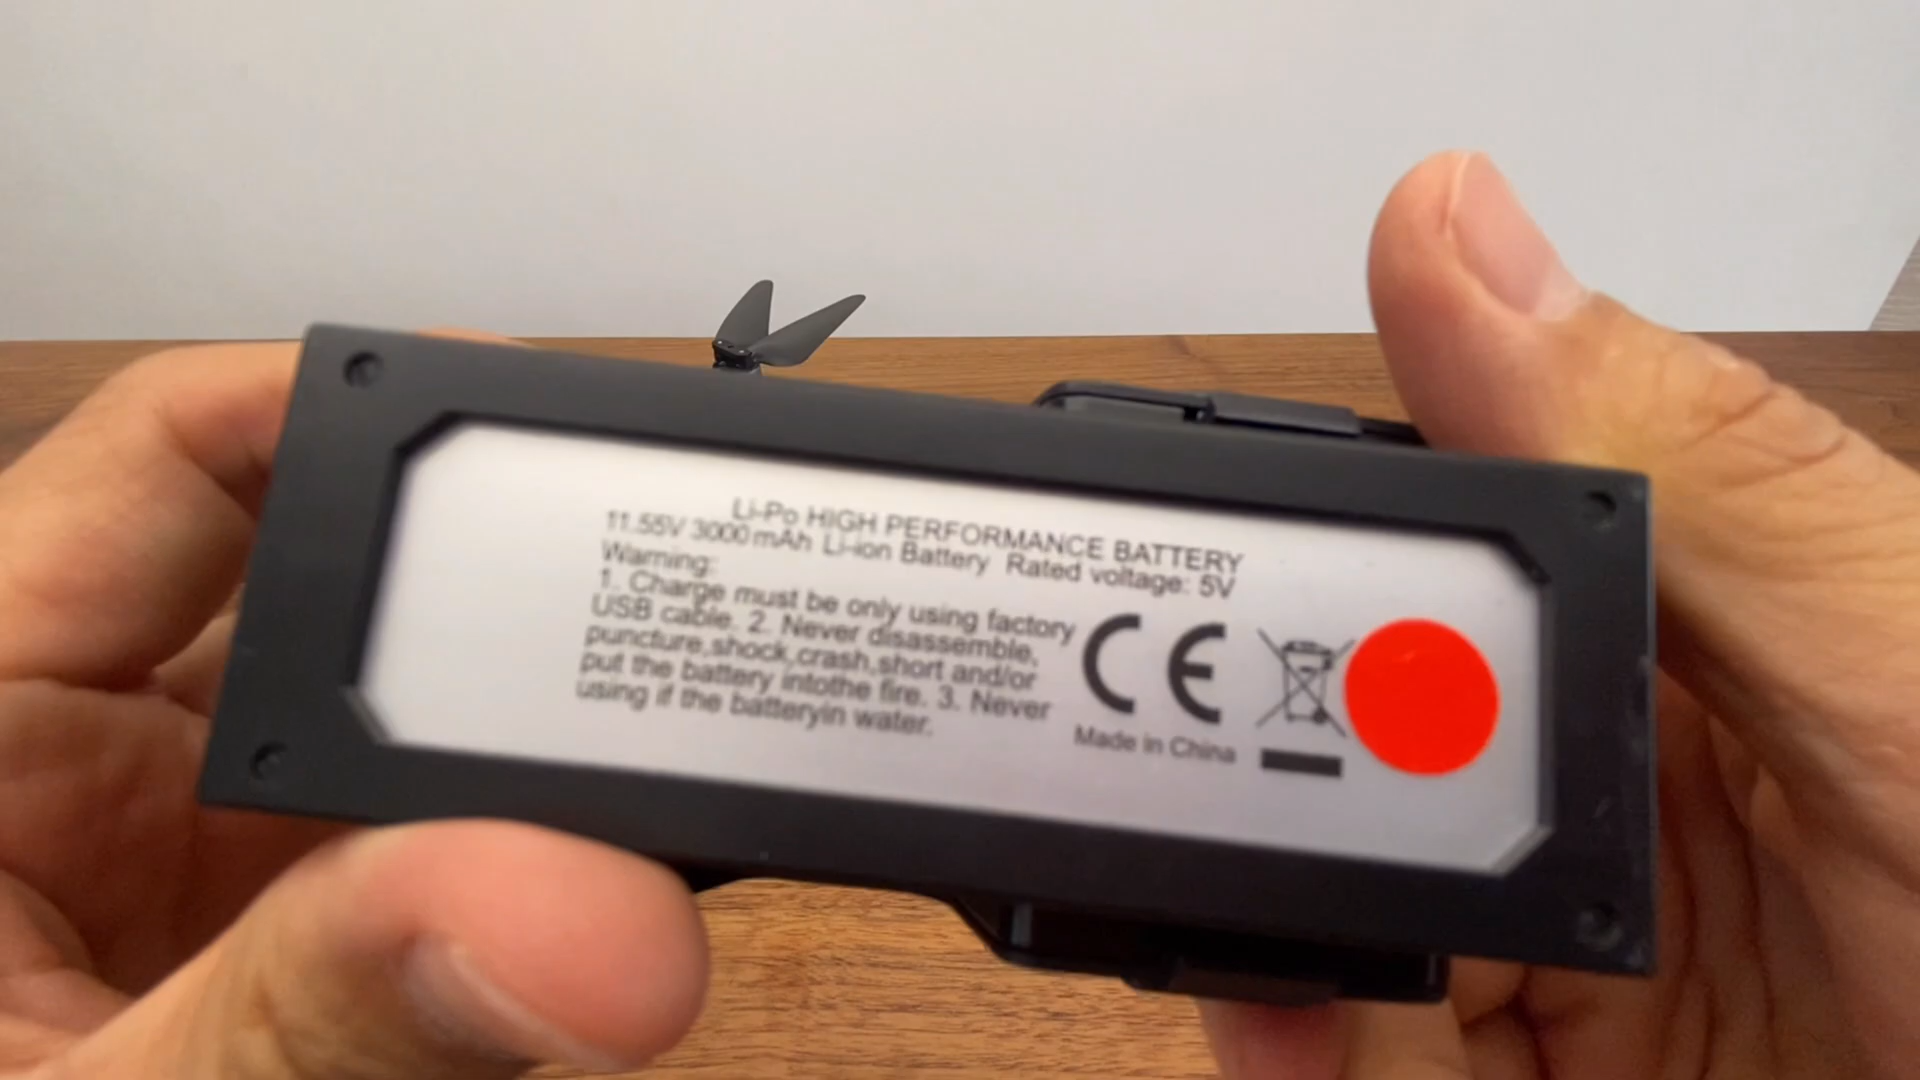 Li-Po HIGH PERFORMANCE BATTERY
11.55V 3000mAh Li-ion Battery Rated voltage: 5V
Warning:
1. Charge must be only using factory
USB cable. 2. Never disassemble,
puncture,shock,crash,short and/or
put the battery intothe fire. 3. Never
using if the batteryin water.
CE
Made in China